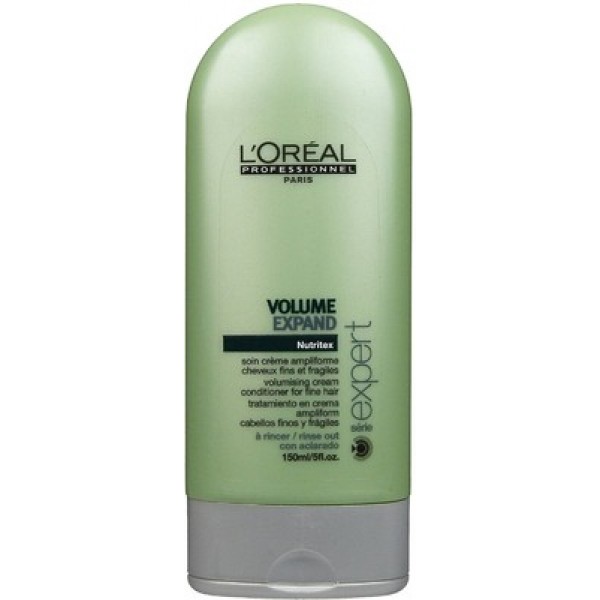 L'ORÉAL
PROFESSIONNEL
PARIS
VOLUME
EXPAND
Nutritex
soin crème ampliforme
cheveux fins et fragiles
volumising cream
conditioner for fine hair
tratamiento en crema
ampliform
cabellos finos y frágiles
à rincer / rinse out
con aclarado
150ml/5fl.oz.
série
expert